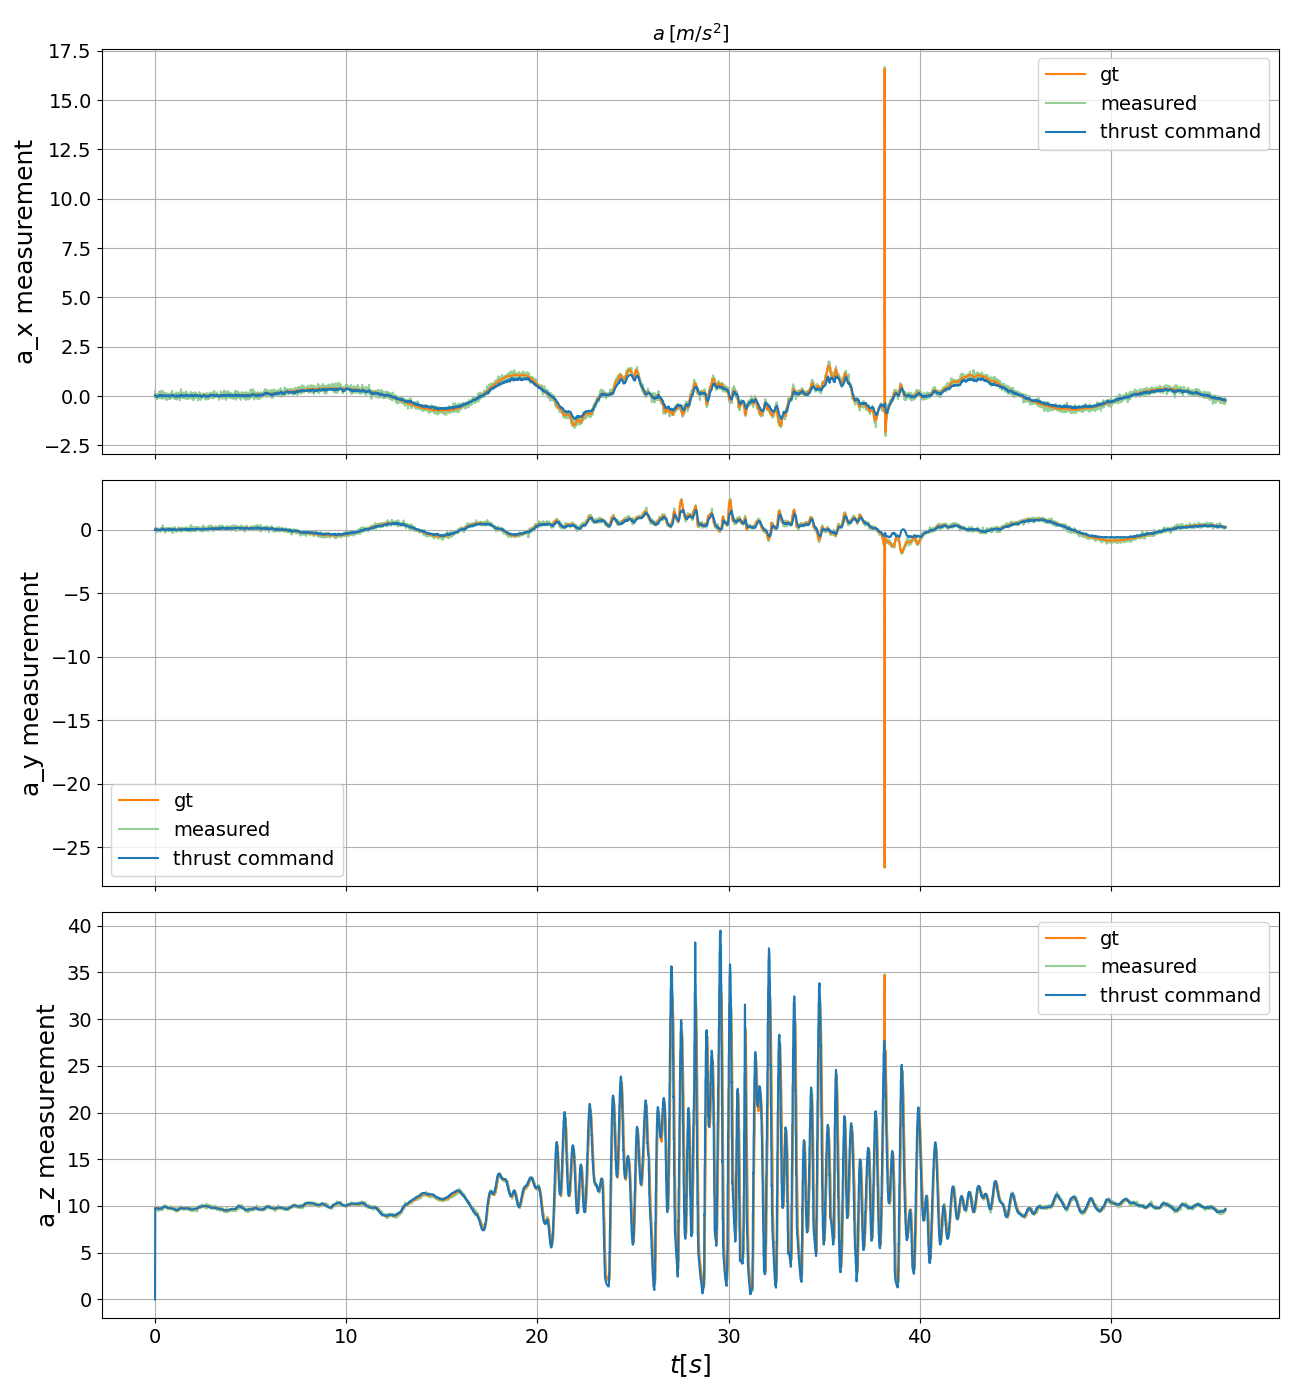 a [m/s²]
17.5
15.0
12.5
10.0
7.5
5.0
2.5
0.0
−2.5
a_x measurement
gt
measured
thrust command
0
−5
−10
−15
−20
−25
a_y measurement
gt
measured
thrust command
40
35
30
25
20
15
10
5
0
a_z measurement
gt
measured
thrust command
0 10 20 30 40 50
t[s]